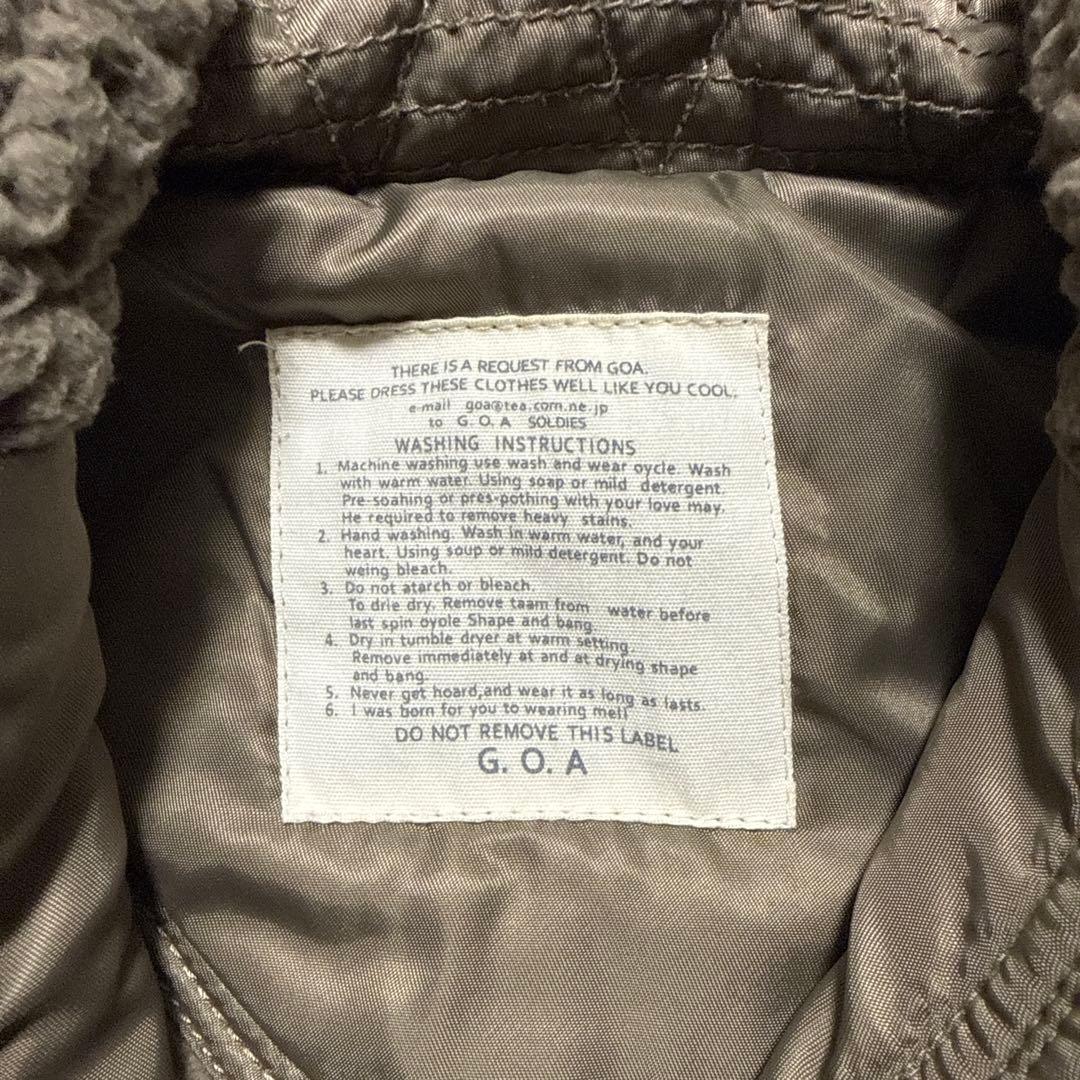 THERE IS A REQUEST FROM GOA.
PLEASE DRESS THESE CLOTHES WELL LIKE YOU COOL.
e-mail goa@tea.com.ne.jp
to G. O. A SOLDIES
WASHING INSTRUCTIONS
1. Machine washing use wash and wear oycle. Wash
with warm water. Using soap or mild detergent.
Pre-soahing or pres-pothing with your love may.
He required to remove heavy stains.
2. Hand washing. Wash in warm water, and your
heart. Using soup or mild detergent. Do not
weing bleach.
3. Do not atarch or bleach.
To drie dry. Remove taam from water before
last spin oyole Shape and bang.
4. Dry in tumble dryer at warm setting.
Remove immediately at and at drying shape
and bang.
5. Never get hoard,and wear it as long as lasts.
6. I was born for you to wearing mell
DO NOT REMOVE THIS LABEL
G. O. A